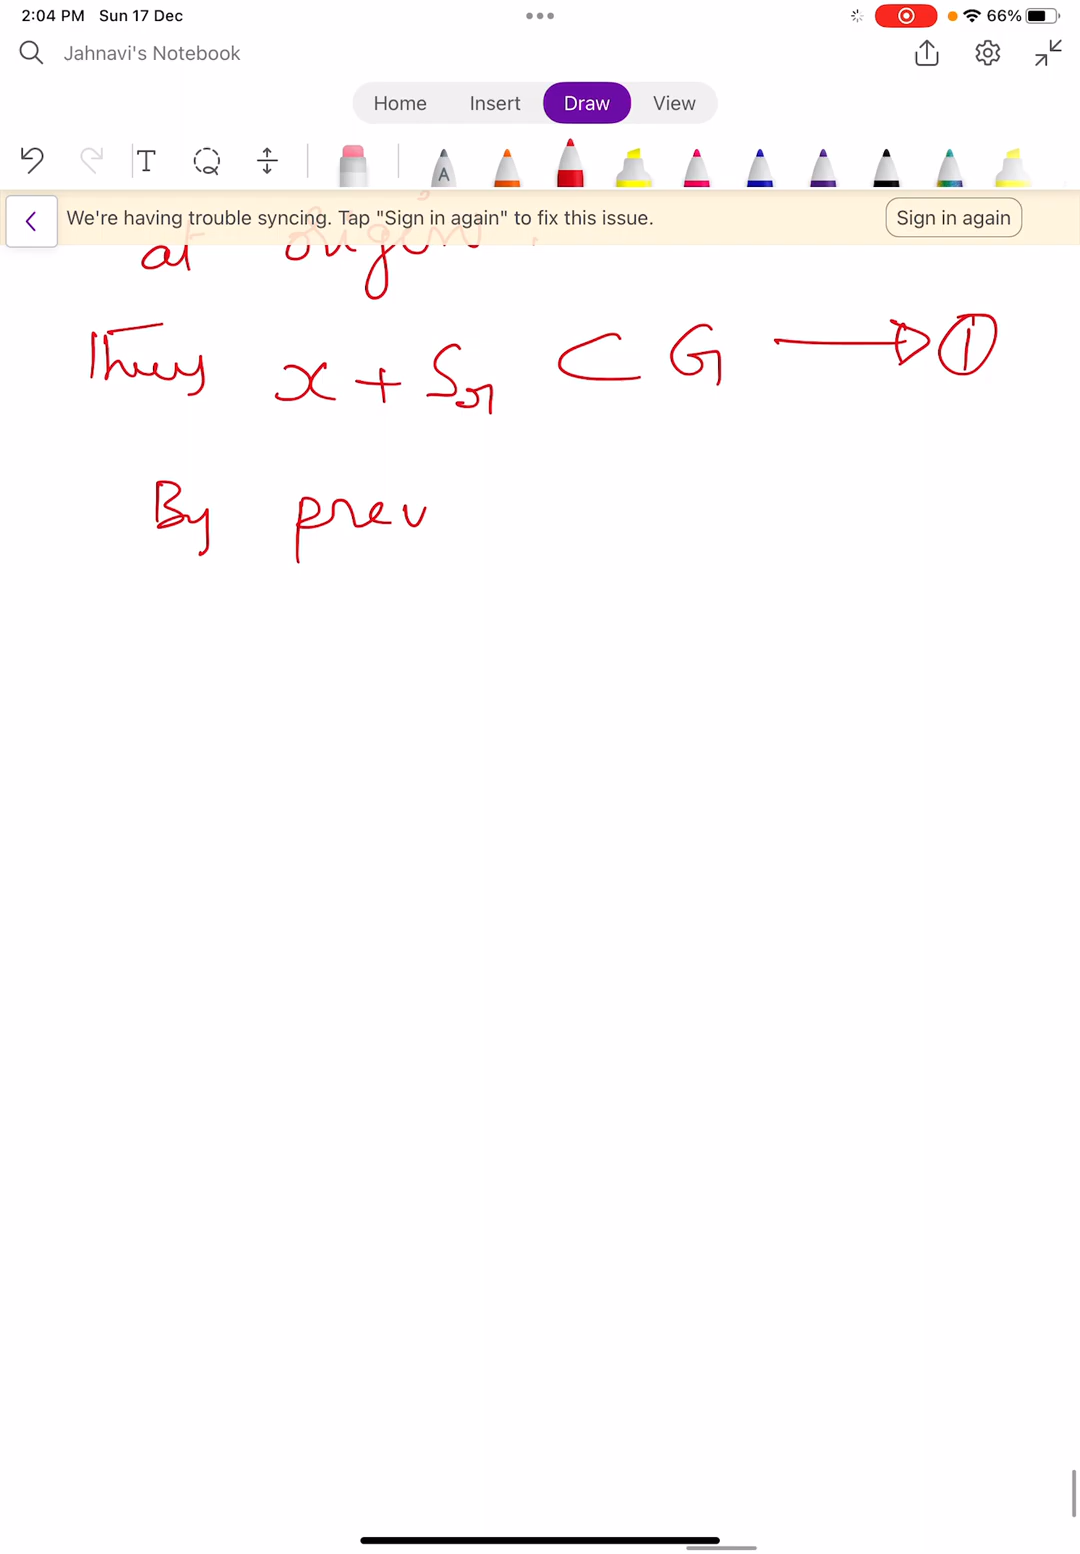 2:04 PM Sun 17 Dec
66%
Jahnavi's Notebook
Home Insert Draw View
T
A
We're having trouble syncing. Tap "Sign in again" to fix this issue. Sign in again
at origin.
Thus x + Sr ⊂ G → ①
By prev